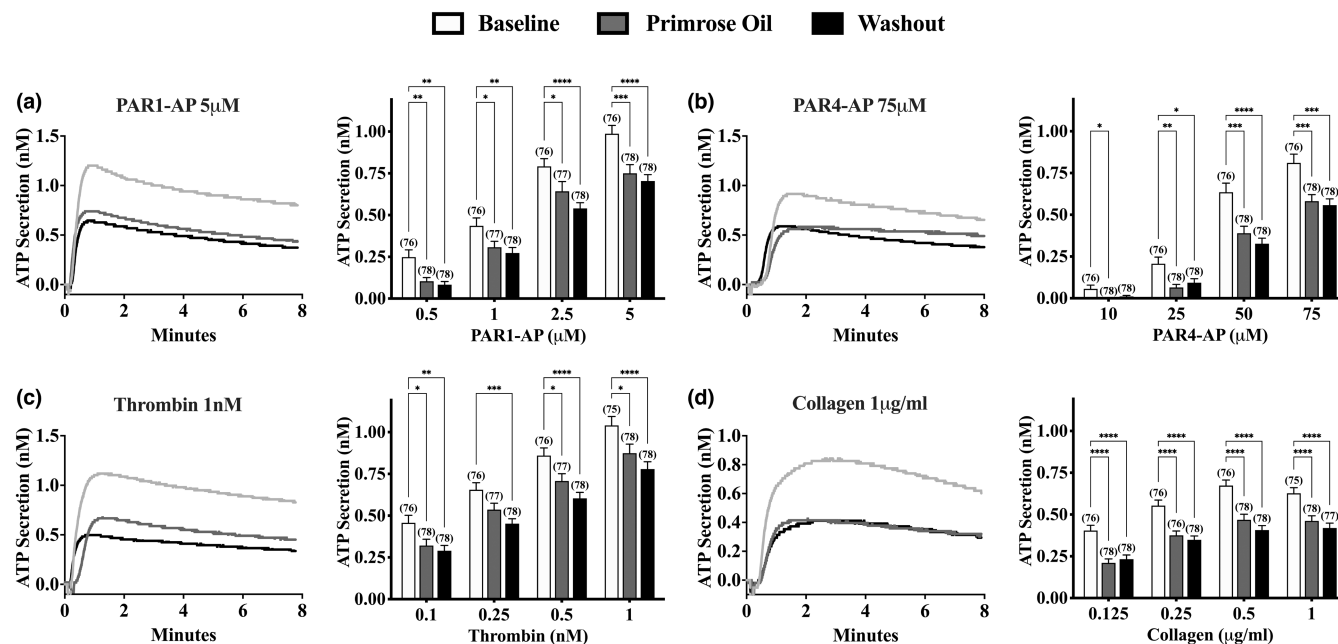 Baseline Primrose Oil Washout
(a) PAR1-AP 5μM
ATP Secretion (nM)
1.5
1.0
0.5
0.0
0 2 4 6 8
Minutes
ATP Secretion (nM)
1.00
0.75
0.50
0.25
0.00
** ** **** ****
** * * ***
(76) (78) (78) (76) (77) (78) (76) (77) (78) (76) (78) (78)
0.5 1 2.5 5
PAR1-AP (μM)
(b) PAR4-AP 75μM
ATP Secretion (nM)
1.5
1.0
0.5
0.0
0 2 4 6 8
Minutes
ATP Secretion (nM)
1.00
0.75
0.50
0.25
0.00
* * **** ***
** *** ***
(76) (78) (78) (76) (78) (78) (76) (78) (78) (76) (78) (78)
10 25 50 75
PAR4-AP (μM)
(c) Thrombin 1nM
ATP Secretion (nM)
1.5
1.0
0.5
0.0
0 2 4 6 8
Minutes
ATP Secretion (nM)
1.00
0.75
0.50
0.25
0.00
** *** **** ****
* * *
(76) (78) (78) (76) (77) (78) (76) (77) (78) (75) (78) (78)
0.1 0.25 0.5 1
Thrombin (nM)
(d) Collagen 1μg/ml
ATP Secretion (nM)
1.0
0.8
0.6
0.4
0.2
0.0
0 2 4 6 8
Minutes
ATP Secretion (nM)
1.00
0.75
0.50
0.25
0.00
**** **** **** ****
**** **** **** ****
(76) (78) (78) (76) (76) (78) (76) (78) (78) (75) (78) (77)
0.125 0.25 0.5 1
Collagen (μg/ml)